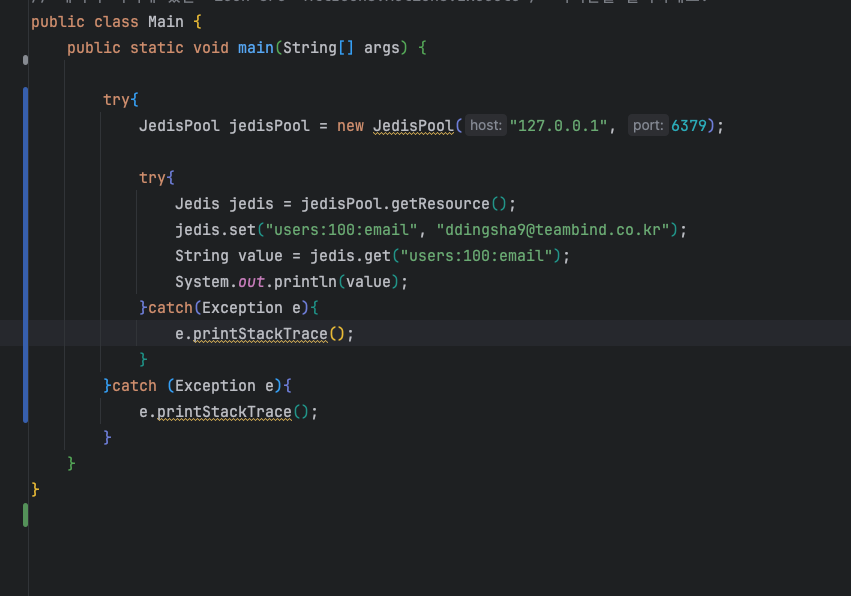 public class Main {
public static void main(String[] args) {
try{
JedisPool jedisPool = new JedisPool( host: "127.0.0.1", port: 6379);
try{
Jedis jedis = jedisPool.getResource();
jedis.set("users:100:email", "ddingsha9@teambind.co.kr");
String value = jedis.get("users:100:email");
System.out.println(value);
}catch(Exception e){
e.printStackTrace();
}
}catch (Exception e){
e.printStackTrace();
}
}
}